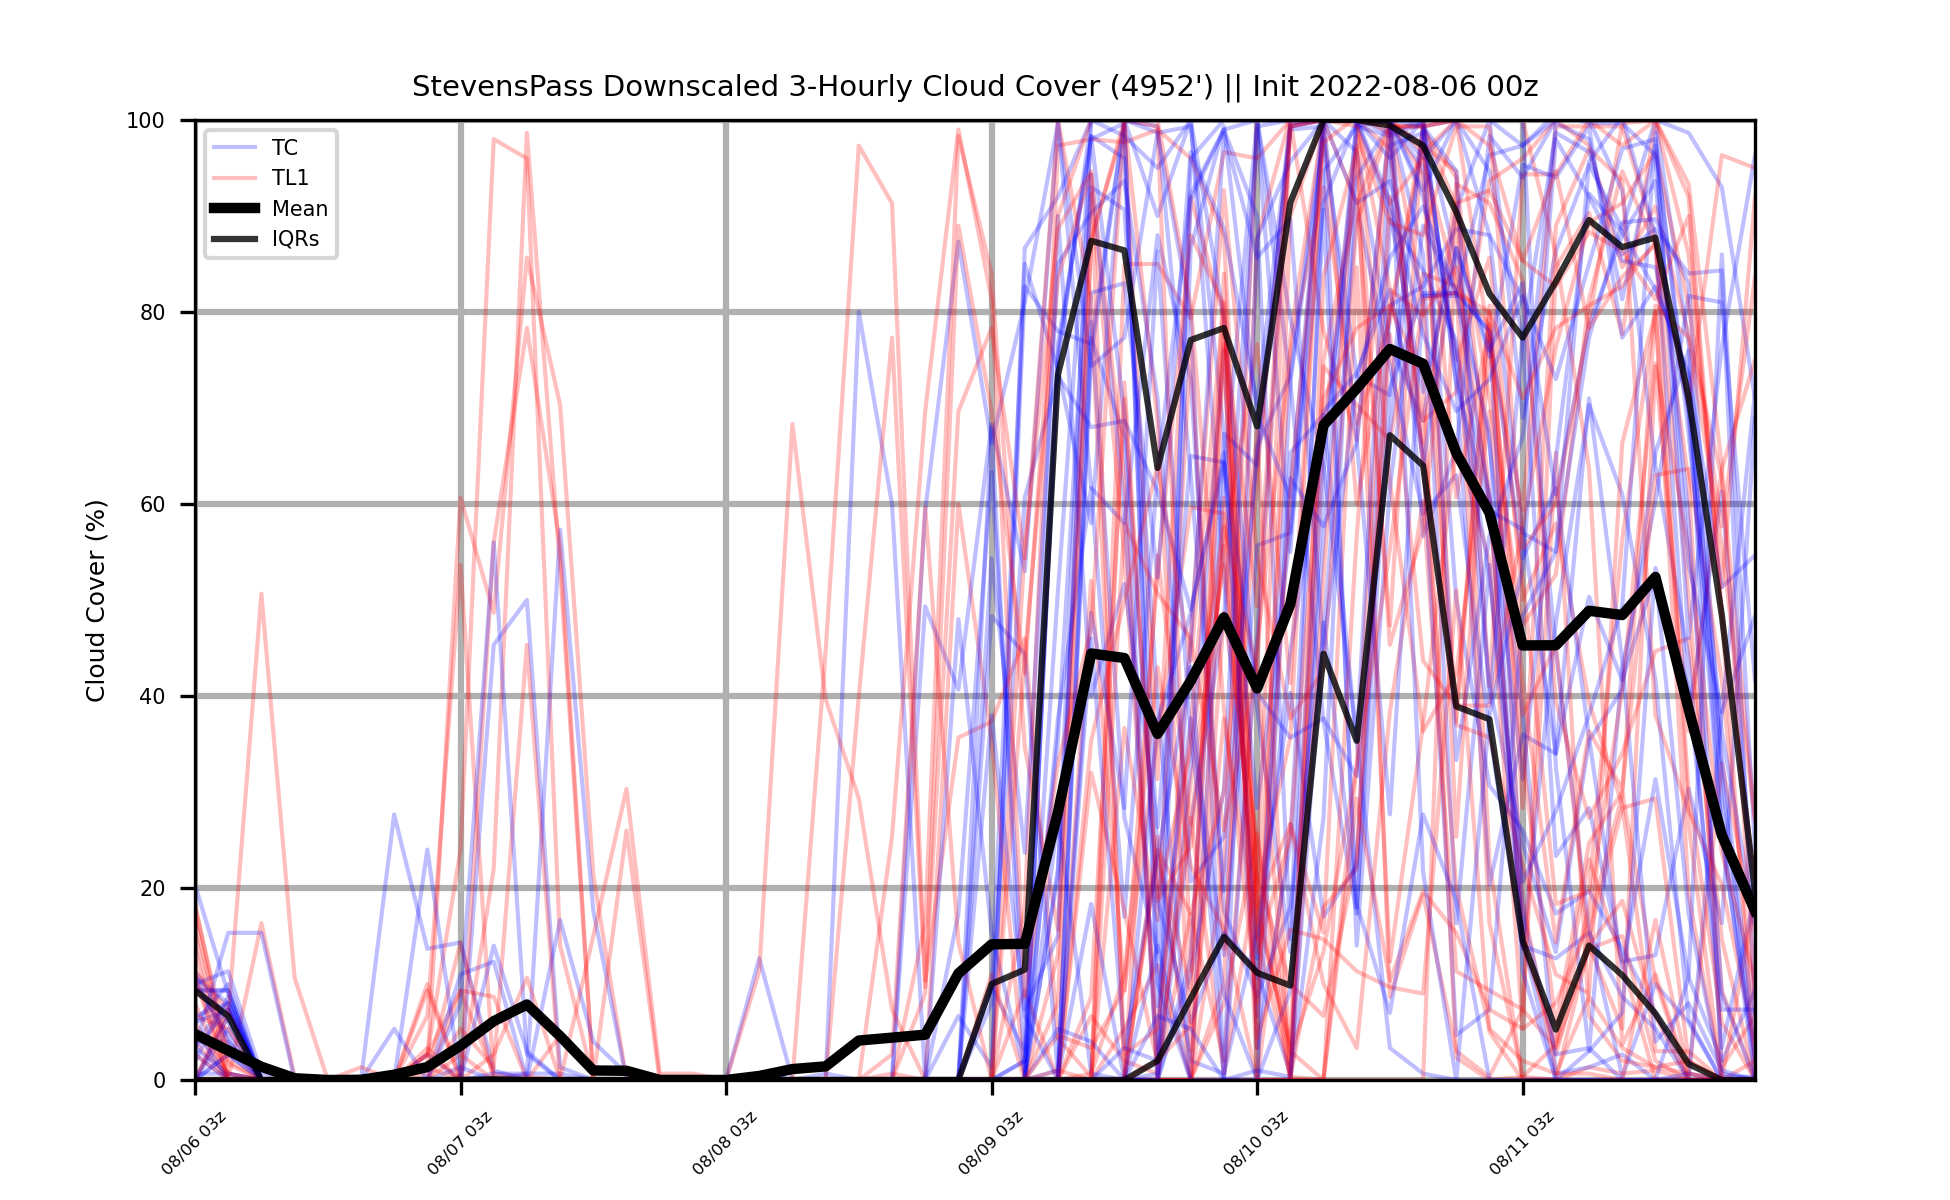 StevensPass Downscaled 3-Hourly Cloud Cover (4952') || Init 2022-08-06 00z
TC
TL1
Mean
IQRs
Cloud Cover (%)
100
80
60
40
20
0
08/06 03z
08/07 03z
08/08 03z
08/09 03z
08/10 03z
08/11 03z